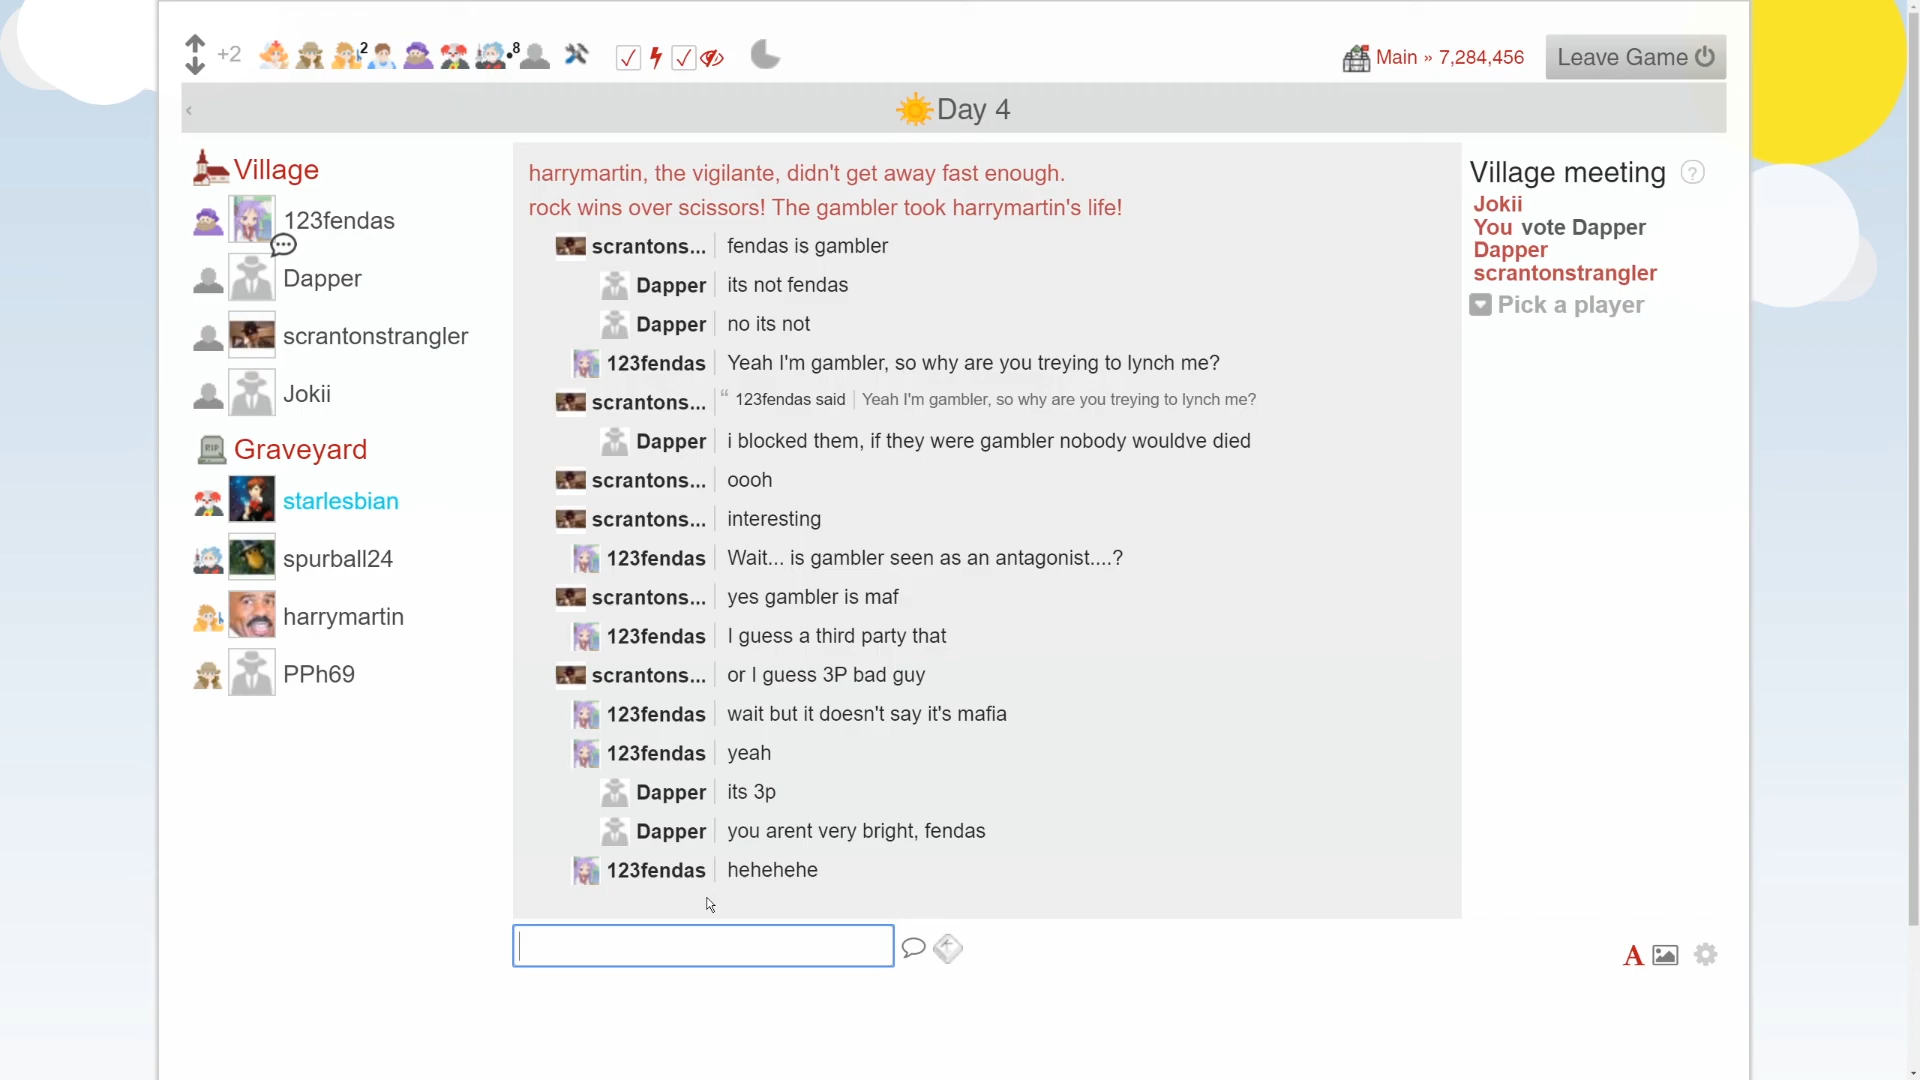 +2
2
8
Main » 7,284,456
Leave Game
Day 4
Village
123fendas
Dapper
scrantonstrangler
Jokii
Graveyard
RIP
starlesbian
spurball24
harrymartin
PPh69
harrymartin, the vigilante, didn't get away fast enough.
rock wins over scissors! The gambler took harrymartin's life!
scrantons... fendas is gambler
Dapper its not fendas
Dapper no its not
123fendas Yeah I'm gambler, so why are you treying to lynch me?
scrantons... “ 123fendas said Yeah I'm gambler, so why are you treying to lynch me?
Dapper i blocked them, if they were gambler nobody wouldve died
scrantons... oooh
scrantons... interesting
123fendas Wait... is gambler seen as an antagonist....?
scrantons... yes gambler is maf
123fendas I guess a third party that
scrantons... or I guess 3P bad guy
123fendas wait but it doesn't say it's mafia
123fendas yeah
Dapper its 3p
Dapper you arent very bright, fendas
123fendas hehehehe
Village meeting ?
Jokii
You vote Dapper
Dapper
scrantonstrangler
Pick a player
A